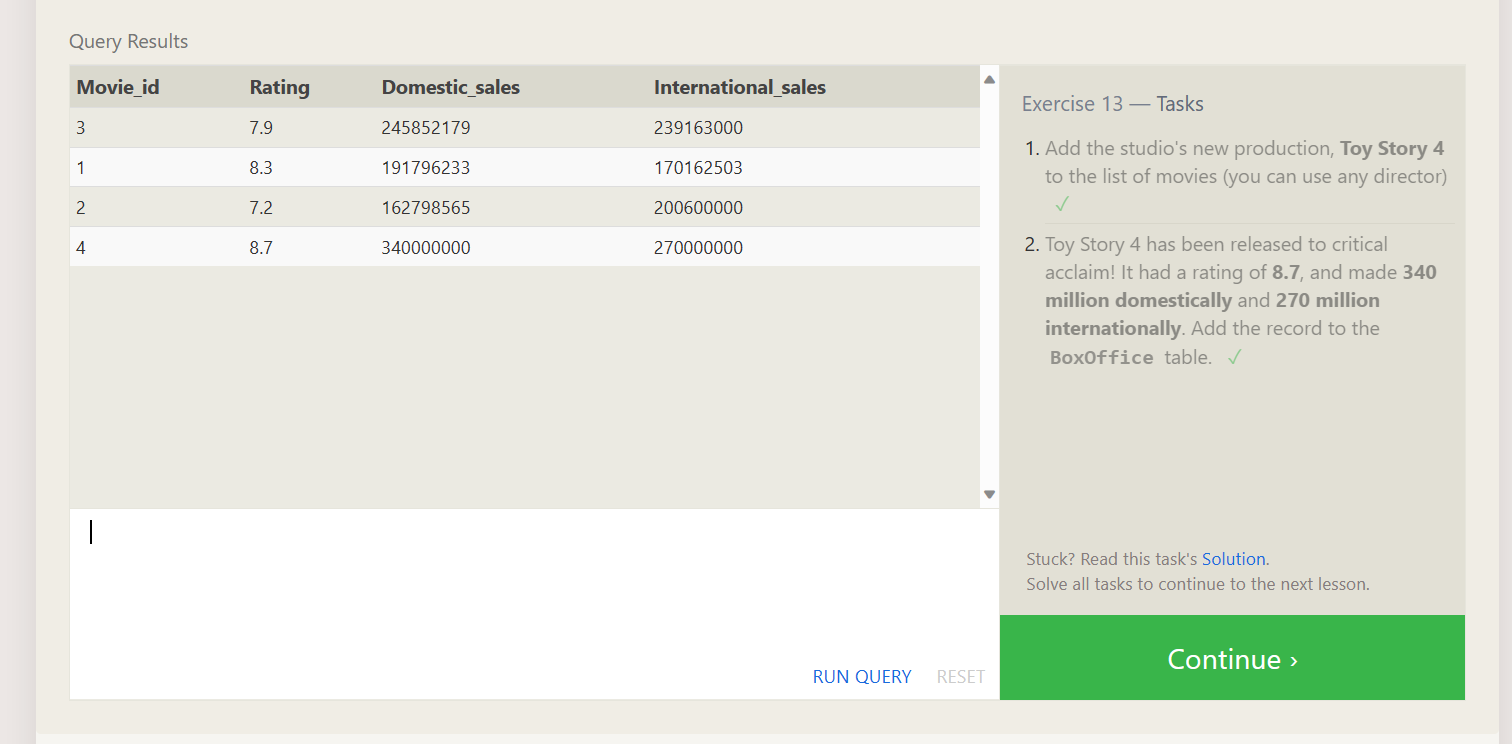 Query Results
Movie_id Rating Domestic_sales International_sales
3 7.9 245852179 239163000
1 8.3 191796233 170162503
2 7.2 162798565 200600000
4 8.7 340000000 270000000
RUN QUERY RESET
Exercise 13 — Tasks
1. Add the studio's new production, Toy Story 4
to the list of movies (you can use any director)
✓
2. Toy Story 4 has been released to critical
acclaim! It had a rating of 8.7, and made 340
million domestically and 270 million
internationally. Add the record to the
BoxOffice table. ✓
Stuck? Read this task's Solution.
Solve all tasks to continue to the next lesson.
Continue ›